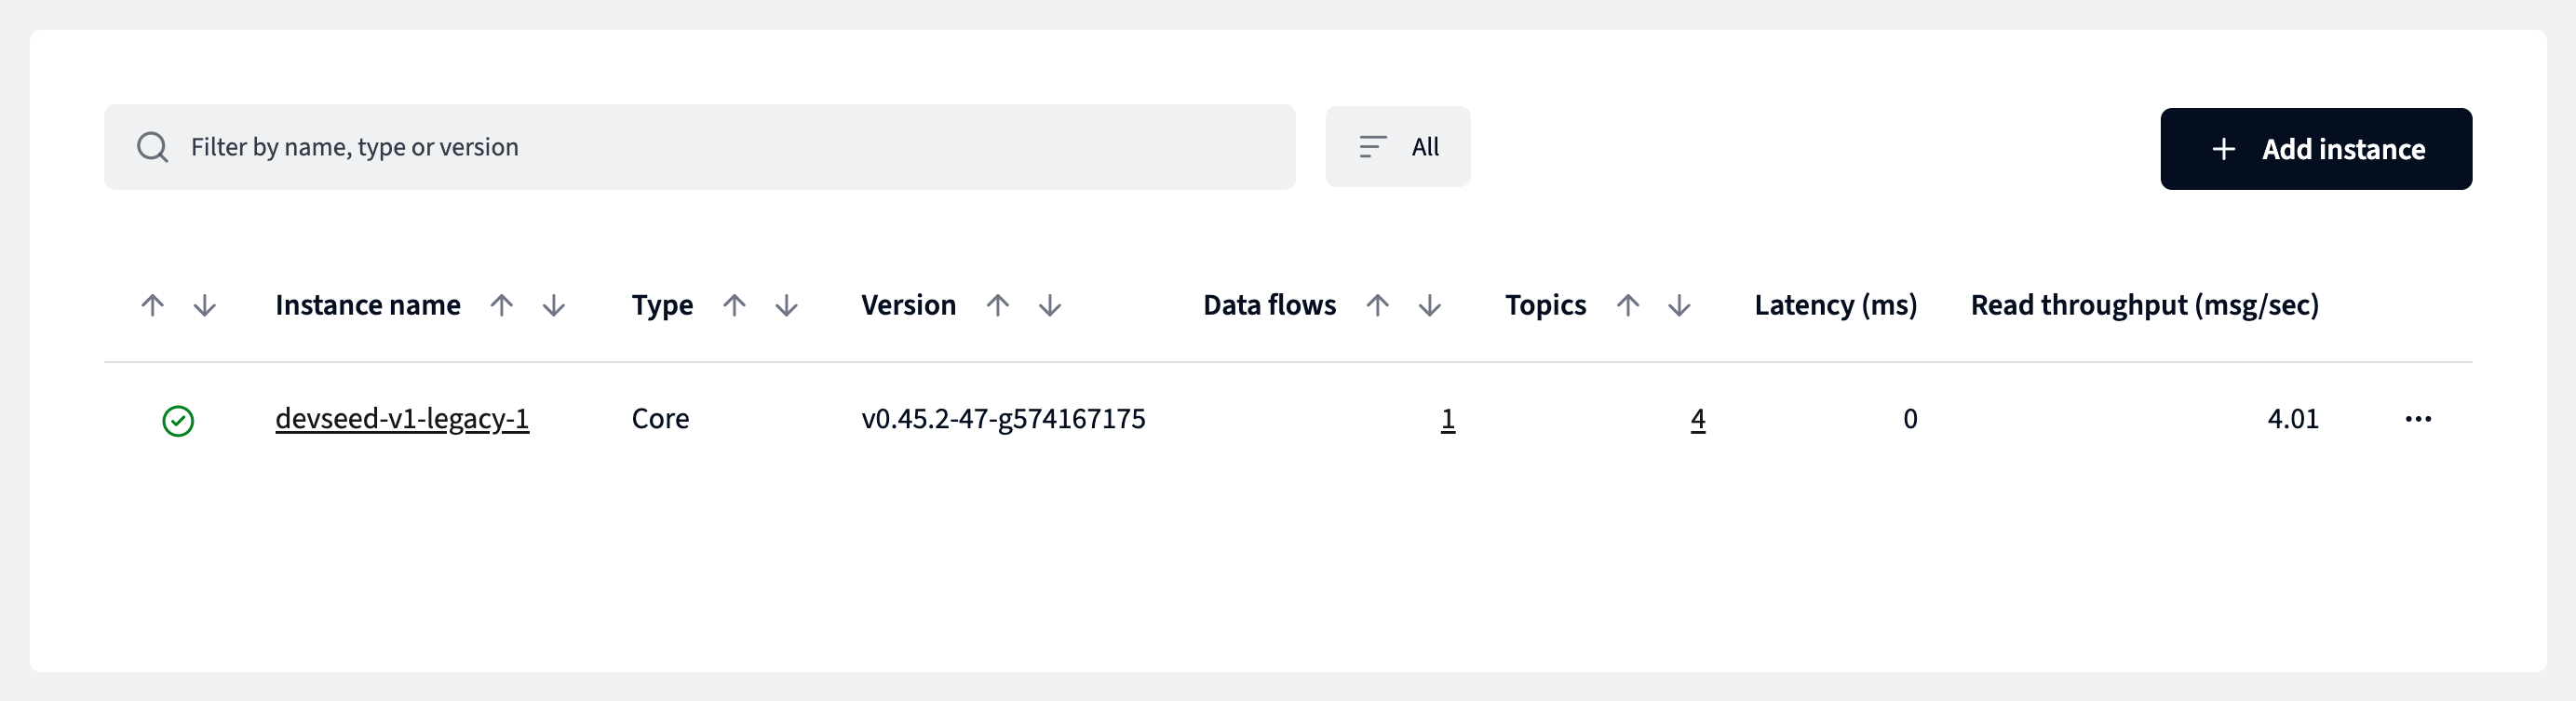 Filter by name, type or version
All
+ Add instance
Instance name Type Version Data flows Topics Latency (ms) Read throughput (msg/sec)
devseed-v1-legacy-1 Core v0.45.2-47-g574167175 1 4 0 4.01